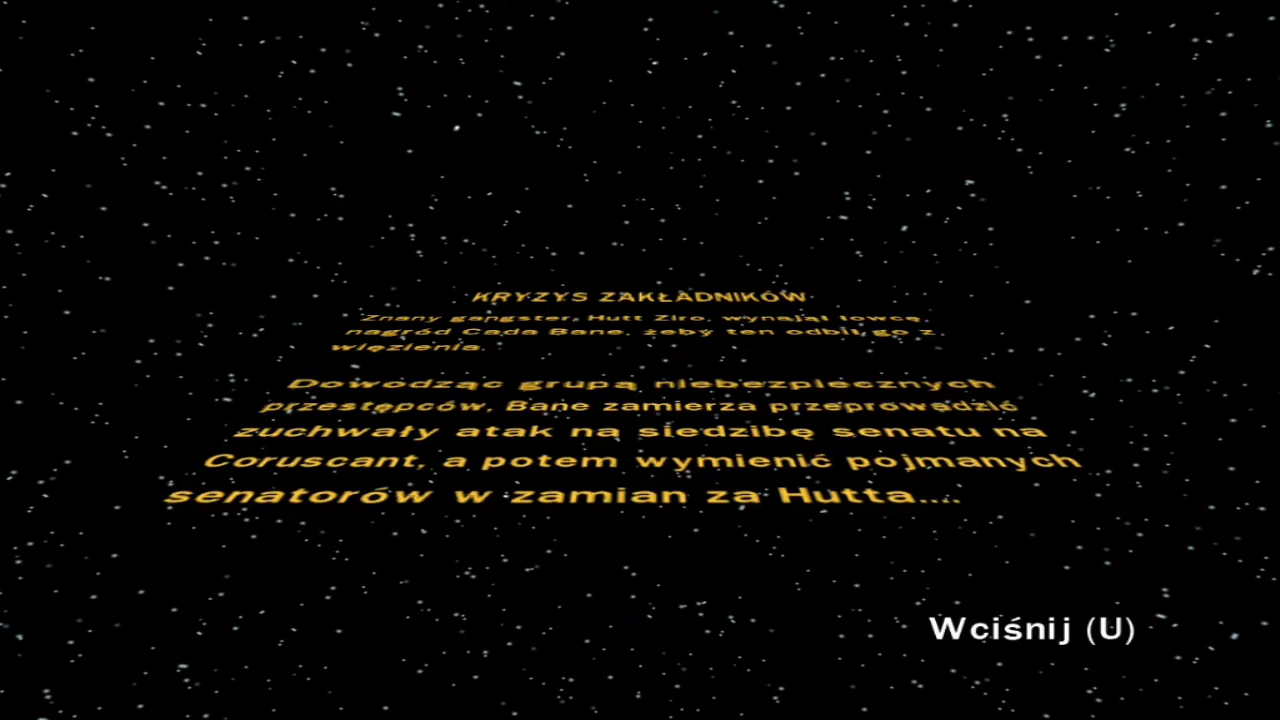 KRYZYS ZAKŁADNIKÓW
Znany gangster, Hutt Ziro, wynajął łowcę
nagród Cada Bane, żeby ten odbił go z
więzienia.
Dowodząc grupą niebezpiecznych
przestępców, Bane zamierza przeprowadzić
zuchwały atak na siedzibę senatu na
Coruscant, a potem wymienić pojmanych
senatorów w zamian za Hutta....
Wciśnij (U)